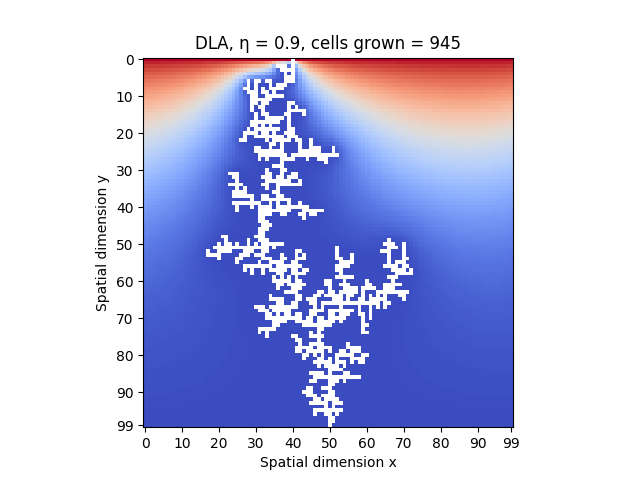 DLA, η = 0.9, cells grown = 945
0
10
20
30
40
50
60
70
80
90
99
Spatial dimension y
0 10 20 30 40 50 60 70 80 90 99
Spatial dimension x